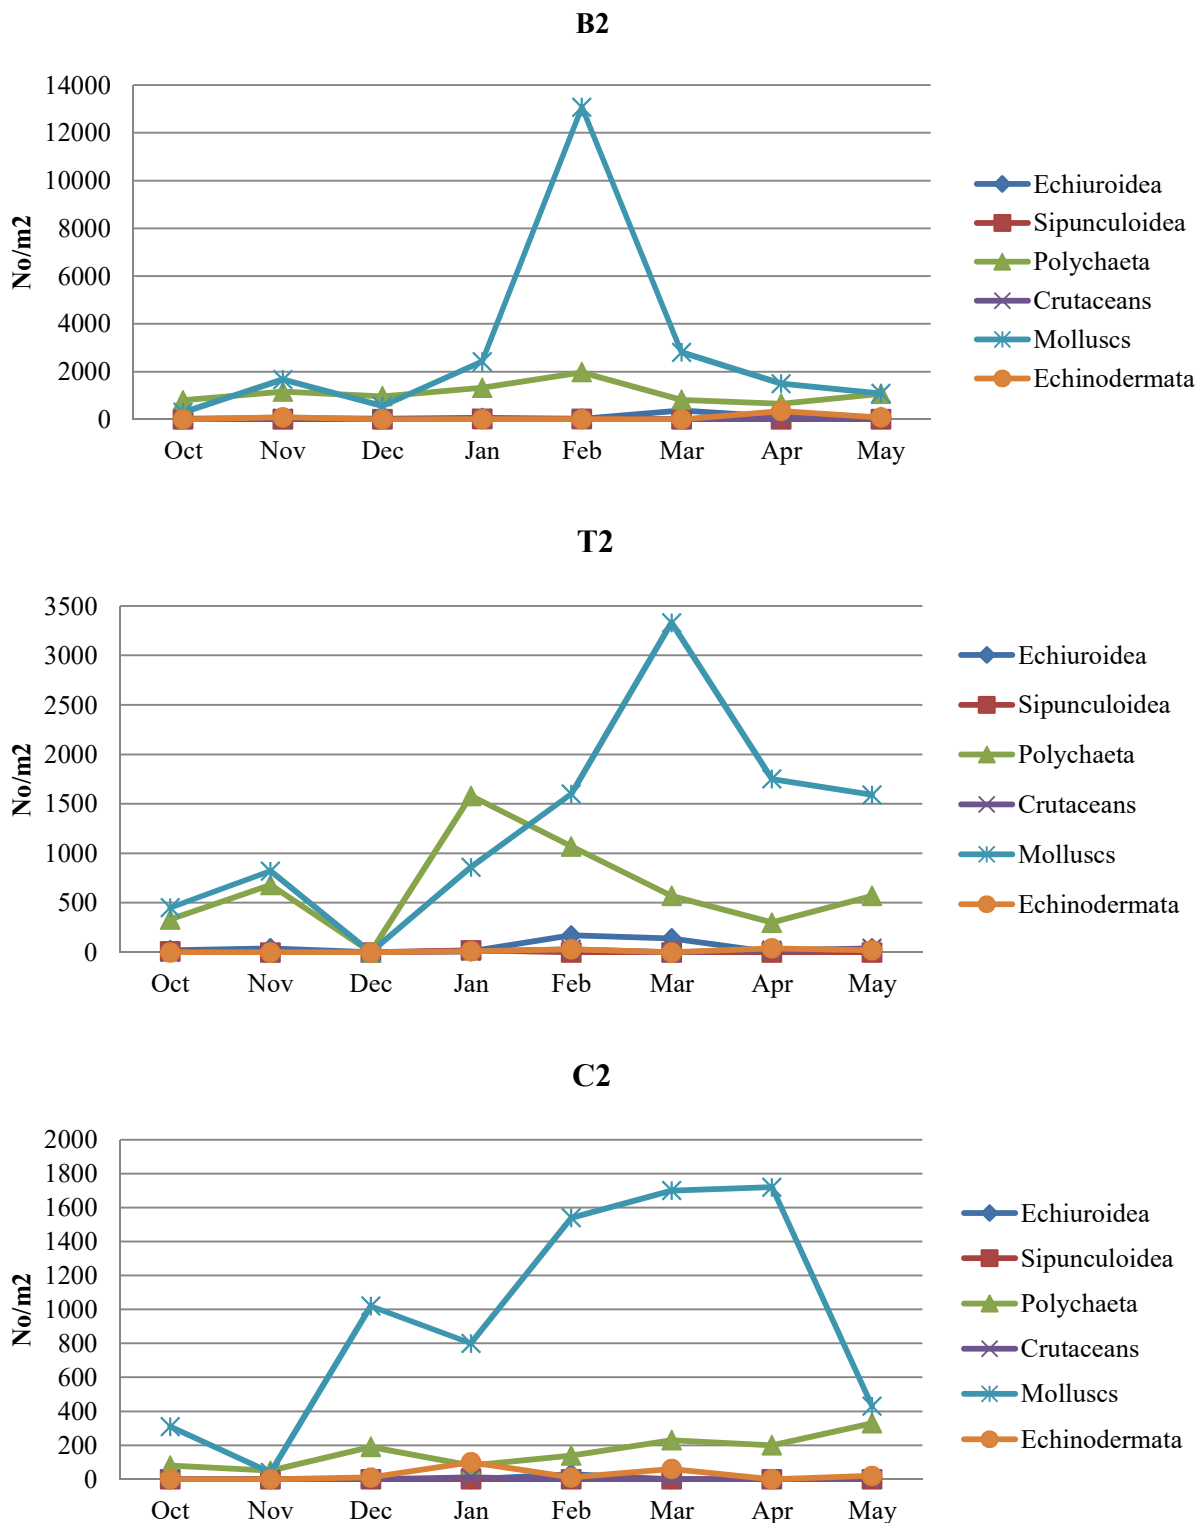 B2
14000
12000
10000
8000
6000
4000
2000
0
No/m2
Oct Nov Dec Jan Feb Mar Apr May
Echiuroidea
Sipunculoidea
Polychaeta
Crutaceans
Molluscs
Echinodermata
T2
3500
3000
2500
2000
1500
1000
500
0
No/m2
Oct Nov Dec Jan Feb Mar Apr May
Echiuroidea
Sipunculoidea
Polychaeta
Crutaceans
Molluscs
Echinodermata
C2
2000
1800
1600
1400
1200
1000
800
600
400
200
0
No/m2
Oct Nov Dec Jan Feb Mar Apr May
Echiuroidea
Sipunculoidea
Polychaeta
Crutaceans
Molluscs
Echinodermata